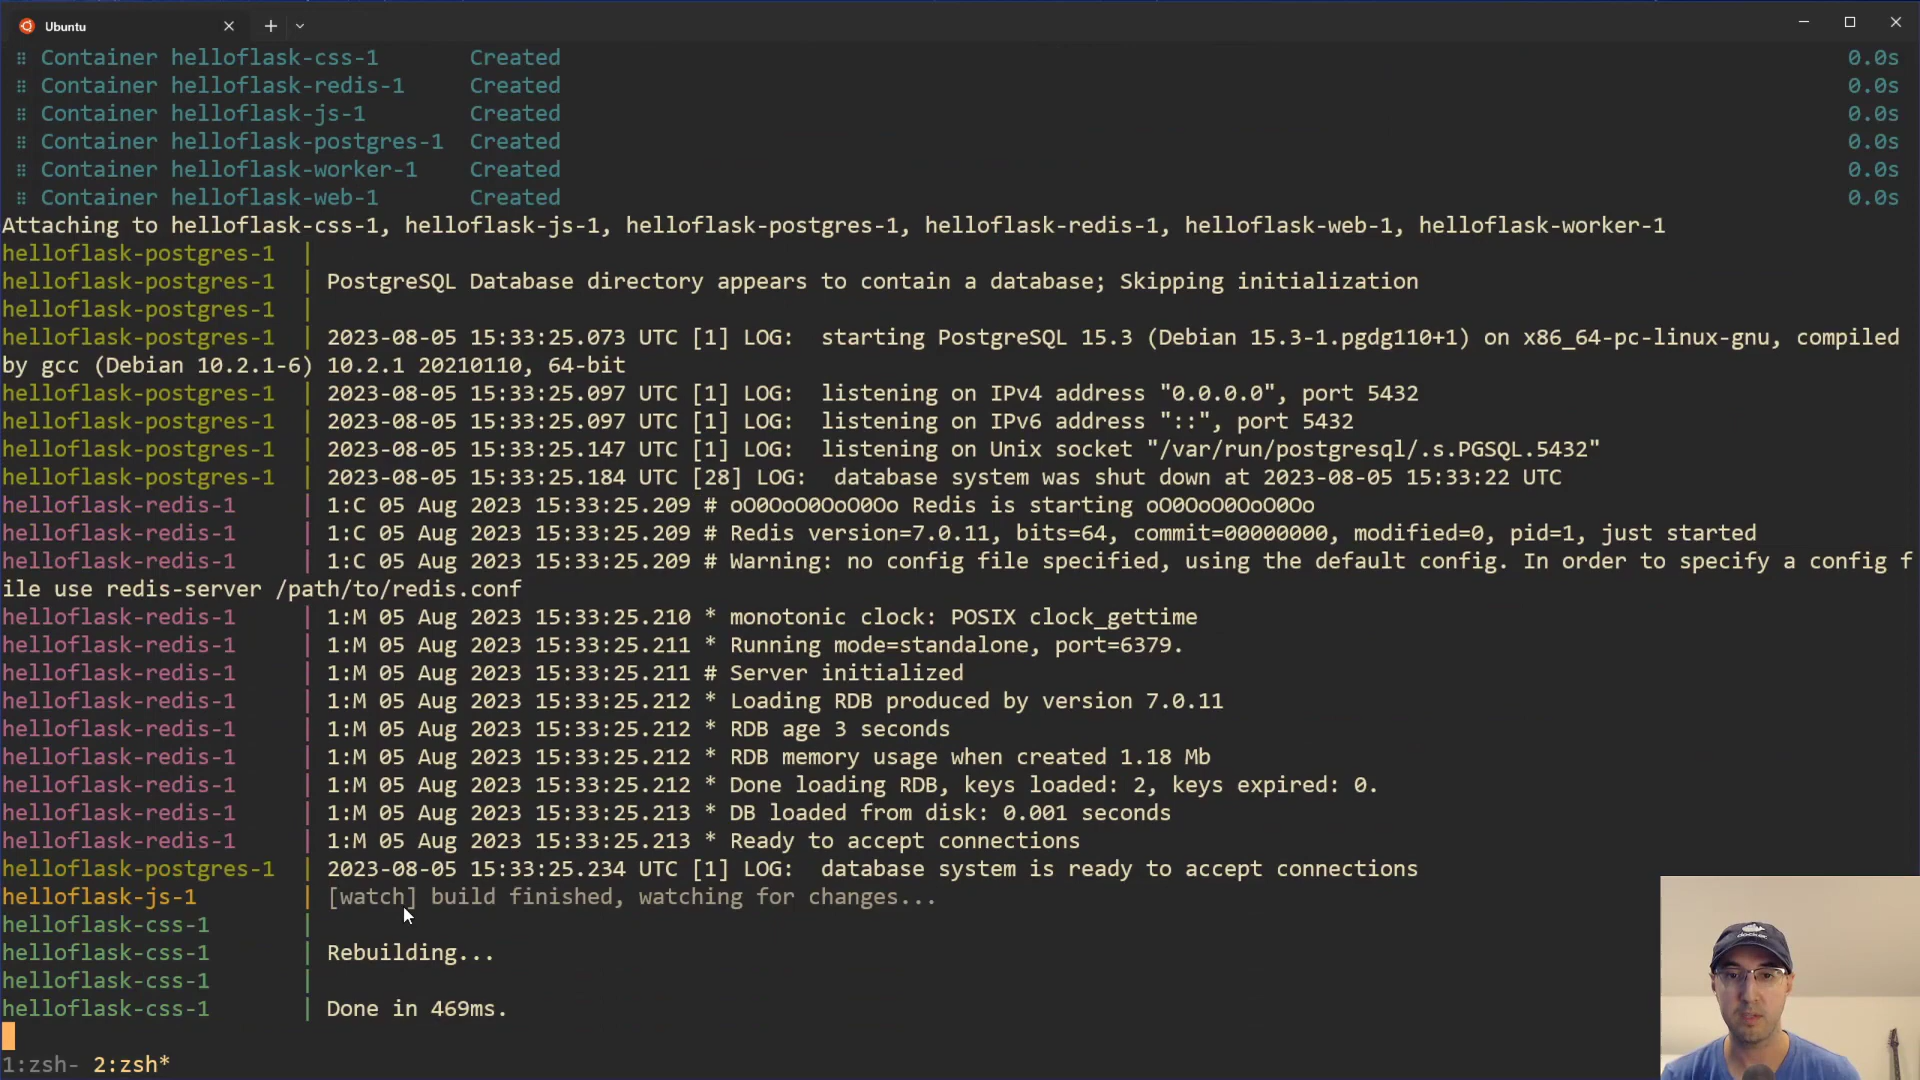 Ubuntu
Container helloflask-css-1 Created 0.0s
Container helloflask-redis-1 Created 0.0s
Container helloflask-js-1 Created 0.0s
Container helloflask-postgres-1 Created 0.0s
Container helloflask-worker-1 Created 0.0s
Container helloflask-web-1 Created 0.0s
Attaching to helloflask-css-1, helloflask-js-1, helloflask-postgres-1, helloflask-redis-1, helloflask-web-1, helloflask-worker-1
helloflask-postgres-1 |
helloflask-postgres-1 | PostgreSQL Database directory appears to contain a database; Skipping initialization
helloflask-postgres-1 |
helloflask-postgres-1 | 2023-08-05 15:33:25.073 UTC [1] LOG:  starting PostgreSQL 15.3 (Debian 15.3-1.pgdg110+1) on x86_64-pc-linux-gnu, compiled
by gcc (Debian 10.2.1-6) 10.2.1 20210110, 64-bit
helloflask-postgres-1 | 2023-08-05 15:33:25.097 UTC [1] LOG:  listening on IPv4 address "0.0.0.0", port 5432
helloflask-postgres-1 | 2023-08-05 15:33:25.097 UTC [1] LOG:  listening on IPv6 address "::", port 5432
helloflask-postgres-1 | 2023-08-05 15:33:25.147 UTC [1] LOG:  listening on Unix socket "/var/run/postgresql/.s.PGSQL.5432"
helloflask-postgres-1 | 2023-08-05 15:33:25.184 UTC [28] LOG:  database system was shut down at 2023-08-05 15:33:22 UTC
helloflask-redis-1 | 1:C 05 Aug 2023 15:33:25.209 # oO0OoO0OoO0Oo Redis is starting oO0OoO0OoO0Oo
helloflask-redis-1 | 1:C 05 Aug 2023 15:33:25.209 # Redis version=7.0.11, bits=64, commit=00000000, modified=0, pid=1, just started
helloflask-redis-1 | 1:C 05 Aug 2023 15:33:25.209 # Warning: no config file specified, using the default config. In order to specify a config f
ile use redis-server /path/to/redis.conf
helloflask-redis-1 | 1:M 05 Aug 2023 15:33:25.210 * monotonic clock: POSIX clock_gettime
helloflask-redis-1 | 1:M 05 Aug 2023 15:33:25.211 * Running mode=standalone, port=6379.
helloflask-redis-1 | 1:M 05 Aug 2023 15:33:25.211 # Server initialized
helloflask-redis-1 | 1:M 05 Aug 2023 15:33:25.212 * Loading RDB produced by version 7.0.11
helloflask-redis-1 | 1:M 05 Aug 2023 15:33:25.212 * RDB age 3 seconds
helloflask-redis-1 | 1:M 05 Aug 2023 15:33:25.212 * RDB memory usage when created 1.18 Mb
helloflask-redis-1 | 1:M 05 Aug 2023 15:33:25.212 * Done loading RDB, keys loaded: 2, keys expired: 0.
helloflask-redis-1 | 1:M 05 Aug 2023 15:33:25.213 * DB loaded from disk: 0.001 seconds
helloflask-redis-1 | 1:M 05 Aug 2023 15:33:25.213 * Ready to accept connections
helloflask-postgres-1 | 2023-08-05 15:33:25.234 UTC [1] LOG:  database system is ready to accept connections
helloflask-js-1 | [watch] build finished, watching for changes...
helloflask-css-1 |
helloflask-css-1 | Rebuilding...
helloflask-css-1 |
helloflask-css-1 | Done in 469ms.
1:zsh- 2:zsh*
docker